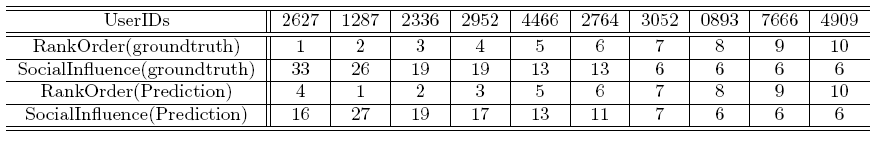 UserIDs 2627 1287 2336 2952 4466 2764 3052 0893 7666 4909
RankOrder(groundtruth) 1 2 3 4 5 6 7 8 9 10
SocialInfluence(groundtruth) 33 26 19 19 13 13 6 6 6 6
RankOrder(Prediction) 4 1 2 3 5 6 7 8 9 10
SocialInfluence(Prediction) 16 27 19 17 13 11 7 6 6 6